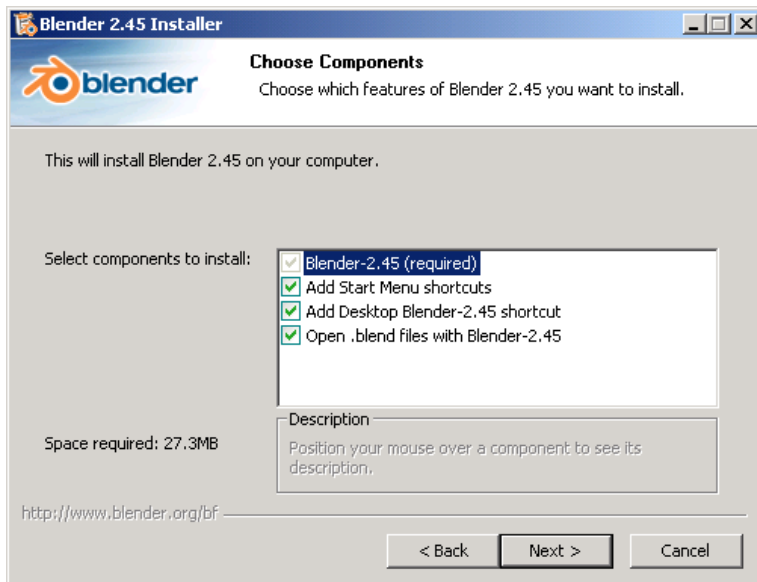 Blender 2.45 Installer
blender
Choose Components
Choose which features of Blender 2.45 you want to install.
This will install Blender 2.45 on your computer.
Select components to install:
Blender-2.45 (required)
Add Start Menu shortcuts
Add Desktop Blender-2.45 shortcut
Open .blend files with Blender-2.45
Space required: 27.3MB
Description
Position your mouse over a component to see its
description.
http://www.blender.org/bf
< Back
Next >
Cancel